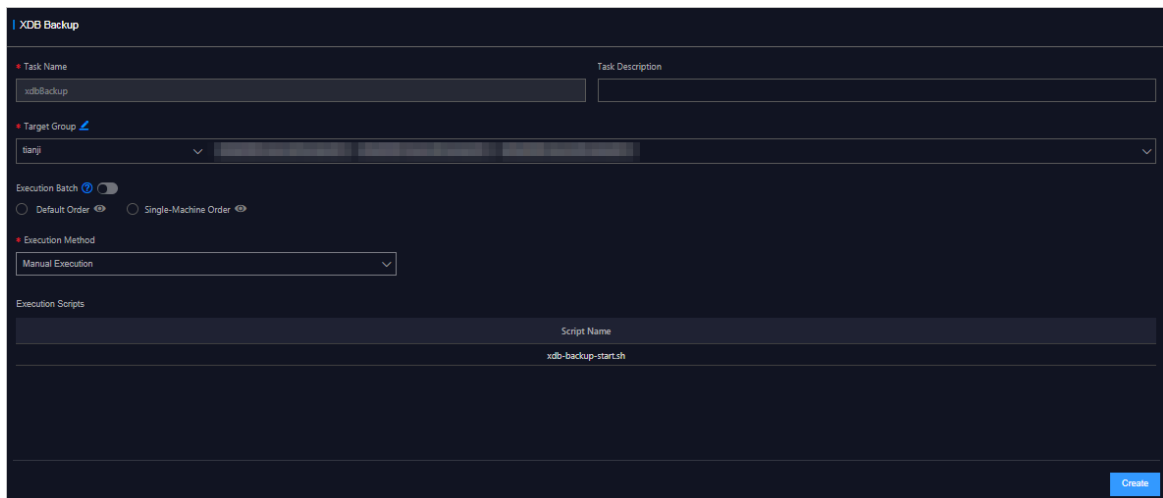 XDB Backup
* Task Name
Task Description
xdbBackup
* Target Group
tianji
Execution Batch ?
Default Order
Single-Machine Order
* Execution Method
Manual Execution
Execution Scripts
Script Name
xdb-backup-start.sh
Create